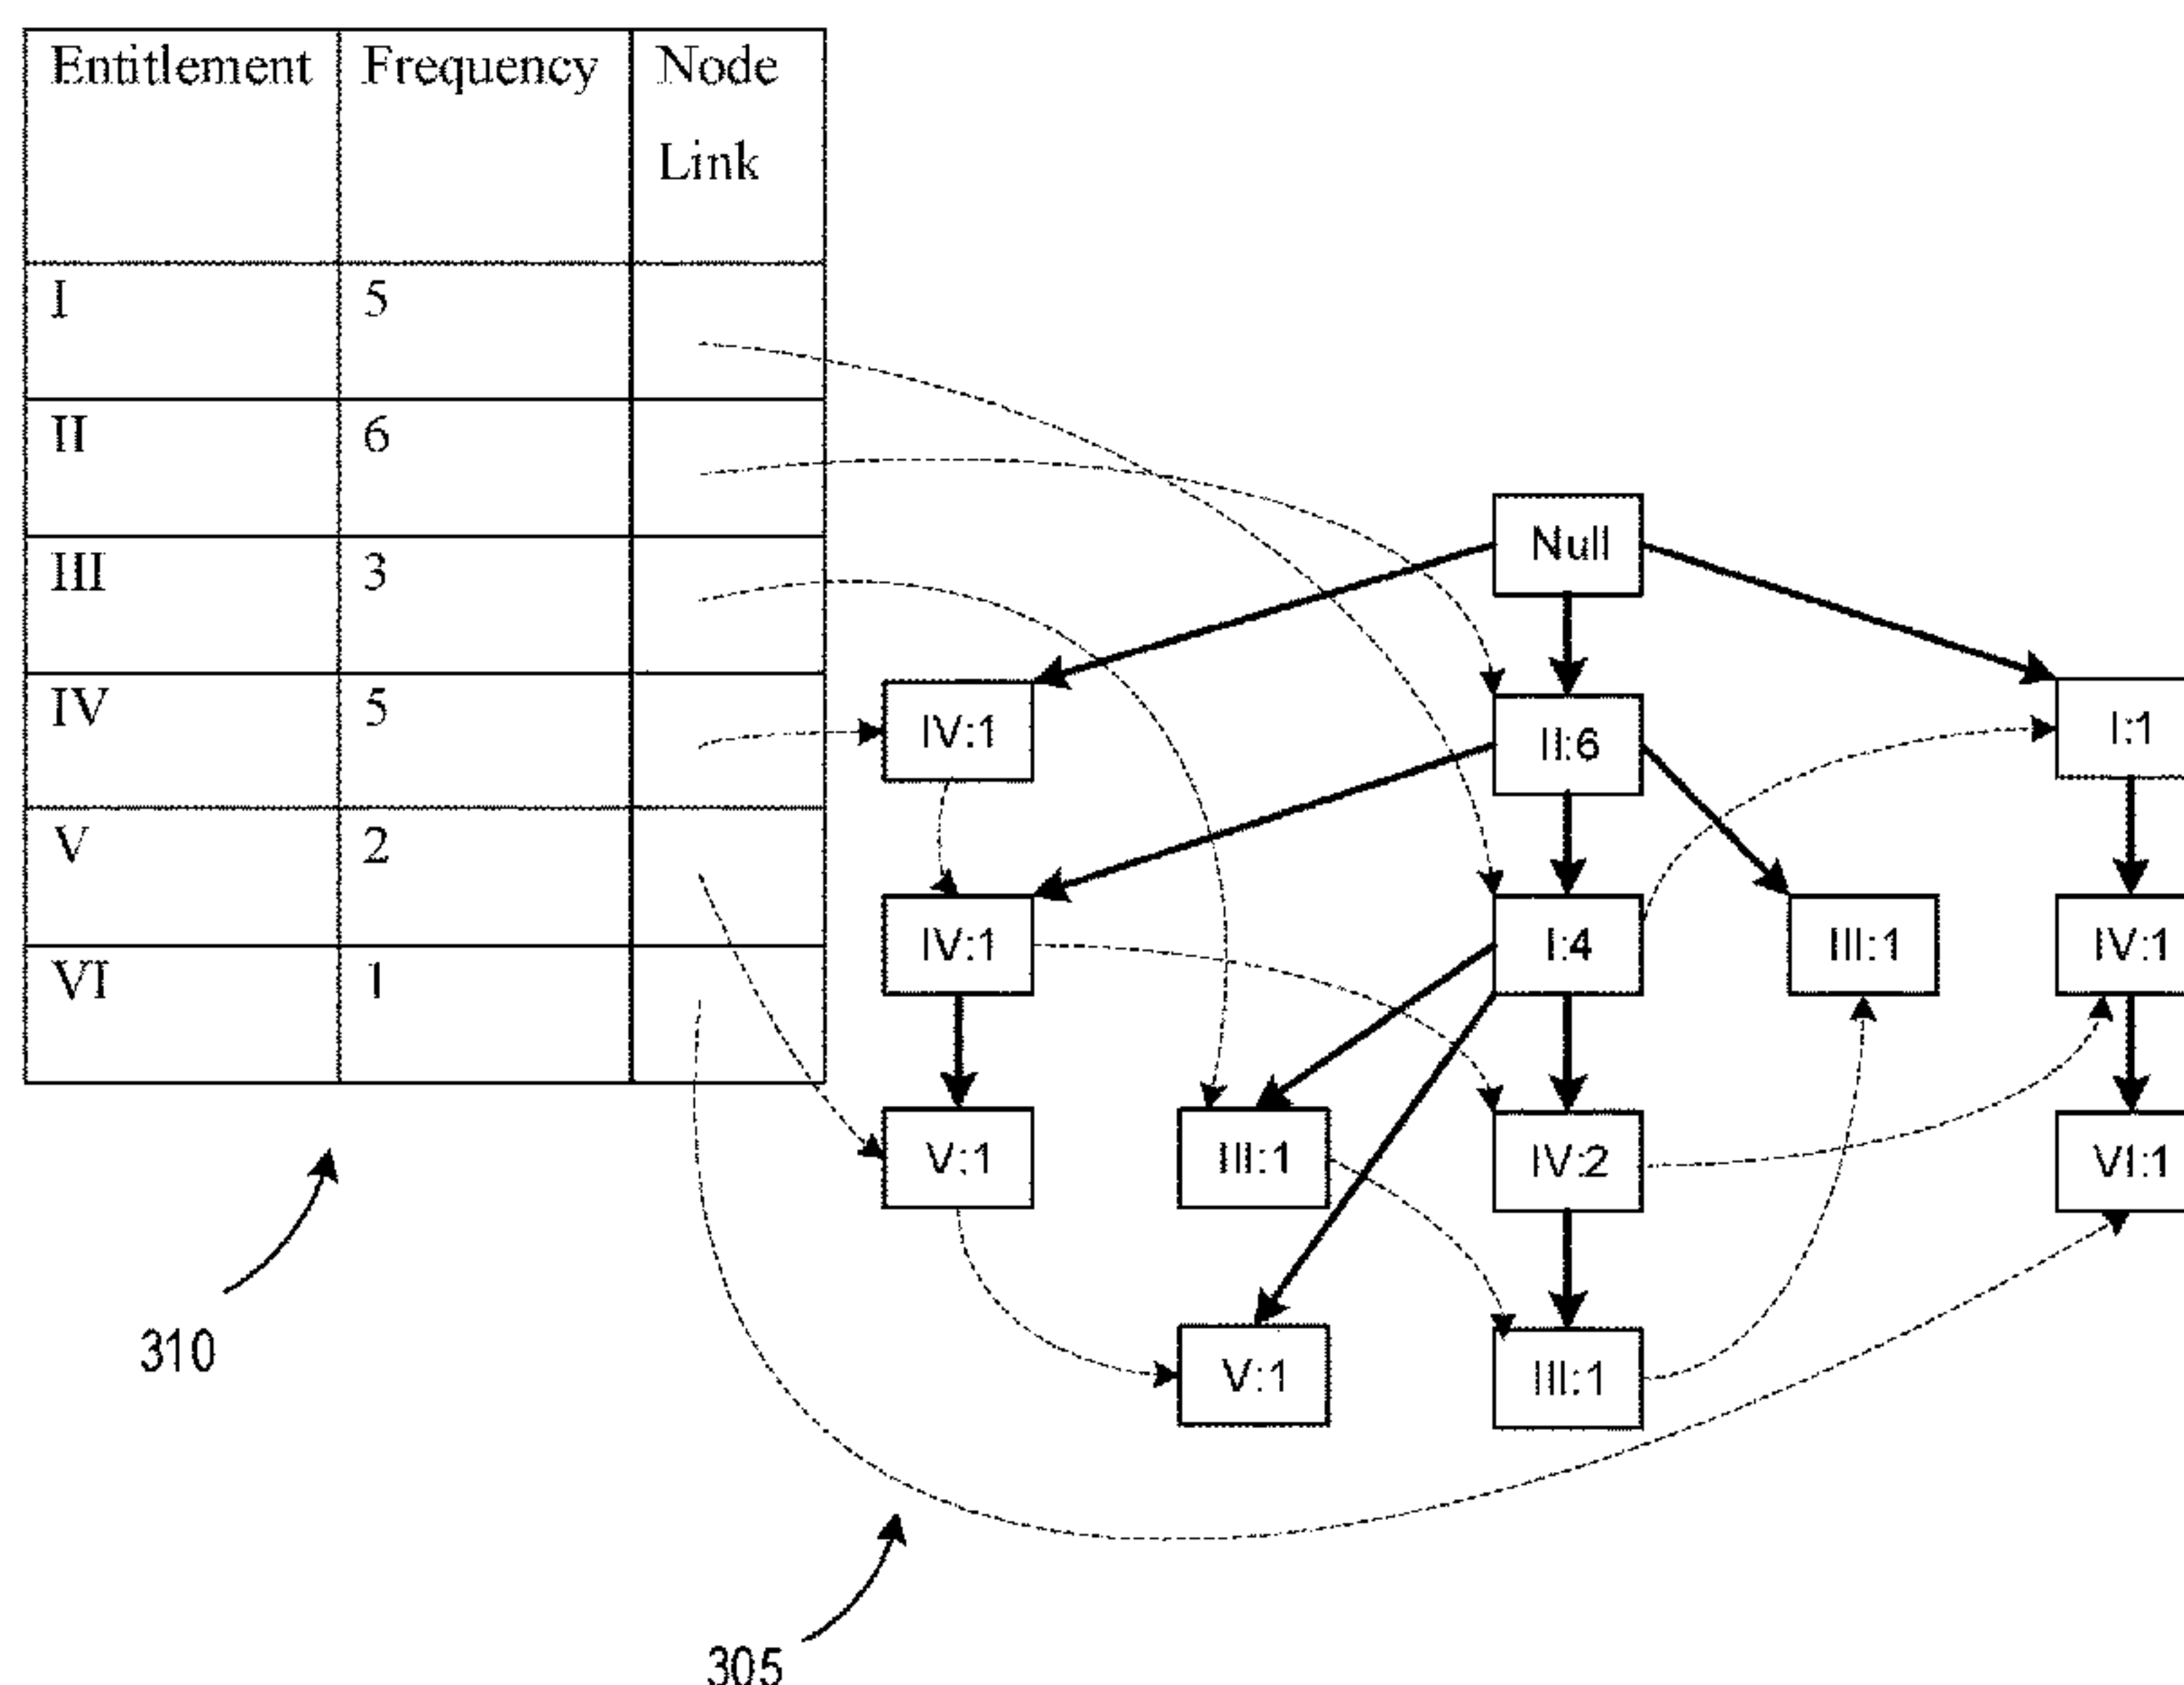 Entitlement Frequency Node
Link
I 5
II 6
III 3
IV 5
V 2
VI 1
Null
IV:1 II:6 I:1
IV:1 I:4 III:1 IV:1
V:1 III:1 IV:2 VI:1
V:1 III:1
310
305